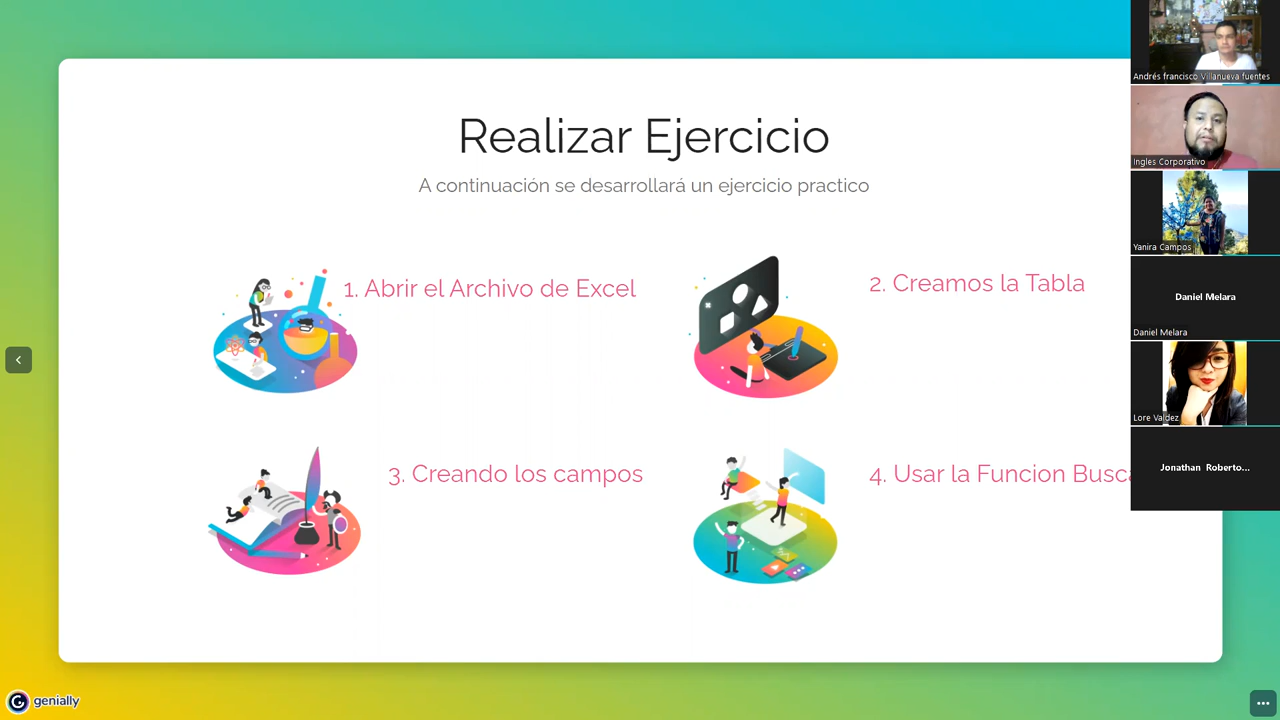 Realizar Ejercicio
A continuación se desarrollará un ejercicio practico
1. Abrir el Archivo de Excel
2. Creamos la Tabla
3. Creando los campos
4. Usar la Funcion Busca
genially
Andrés francisco Villanueva fuentes
Ingles Corporativo
Yanira Campos
Daniel Melara
Daniel Melara
Lore Valdez
Jonathan Roberto...